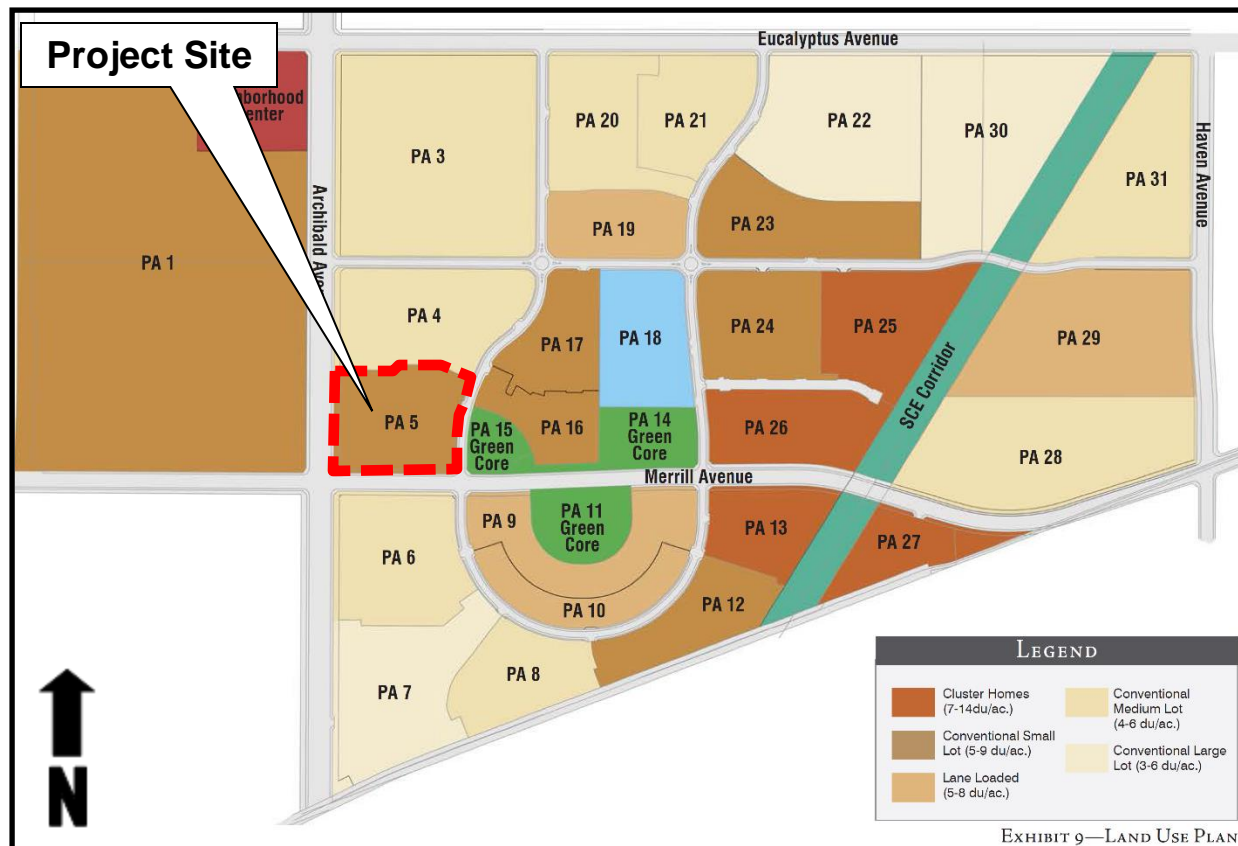 Project Site
Eucalyptus Avenue
borhood
enter
PA 20
PA 21
PA 22
PA 30
PA 3
Haven Avenue
PA 31
Archibald Ave
PA 19
PA 23
PA 1
PA 4
PA 17
PA 18
PA 24
PA 25
PA 29
PA 5
PA 15
Green
Core
PA 16
PA 14
Green
Core
PA 26
SCE Corridor
PA 28
Merrill Avenue
PA 9
PA 11
Green
Core
PA 13
PA 27
PA 6
PA 10
PA 12
PA 7
PA 8
N
LEGEND
Cluster Homes
(7-14du/ac.)
Conventional Small
Lot (5-9 du/ac.)
Lane Loaded
(5-8 du/ac.)
Conventional
Medium Lot
(4-6 du/ac.)
Conventional Large
Lot (3-6 du/ac.)
EXHIBIT 9—LAND USE PLAN